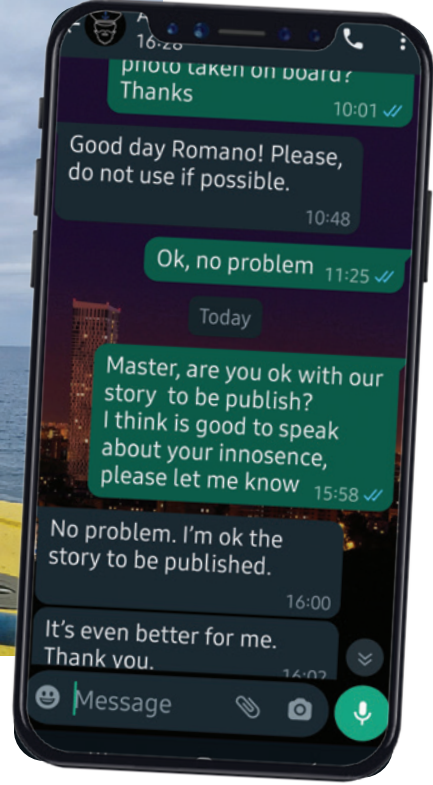 16:28
photo taken on board?
Thanks
10:01
Good day Romano! Please,
do not use if possible.
10:48
Ok, no problem
11:25
Today
Master, are you ok with our
story to be publish?
I think is good to speak
about your innosence,
please let me know
15:58
No problem. I'm ok the
story to be published.
16:00
It's even better for me.
Thank you.
16:02
Message